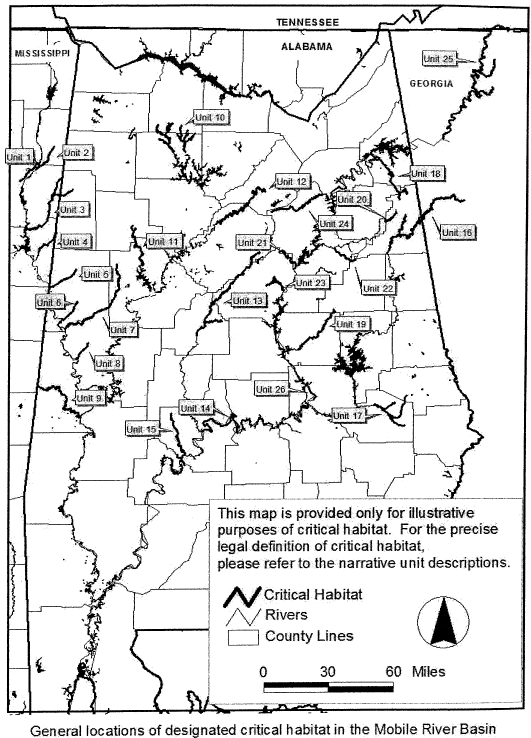 TENNESSEE
MISSISSIPPI
ALABAMA
Unit 25
GEORGIA
Unit 10
Unit 1
Unit 2
Unit 18
Unit 12
Unit 20
Unit 3
Unit 24
Unit 16
Unit 4
Unit 11
Unit 21
Unit 5
Unit 23
Unit 22
Unit 6
Unit 13
Unit 7
Unit 19
Unit 8
Unit 26
Unit 9
Unit 14
Unit 17
Unit 15
This map is provided only for illustrative
purposes of critical habitat. For the precise
legal definition of critical habitat,
please refer to the narrative unit descriptions.
Critical Habitat
Rivers
County Lines
0 30 60 Miles
General locations of designated critical habitat in the Mobile River Basin